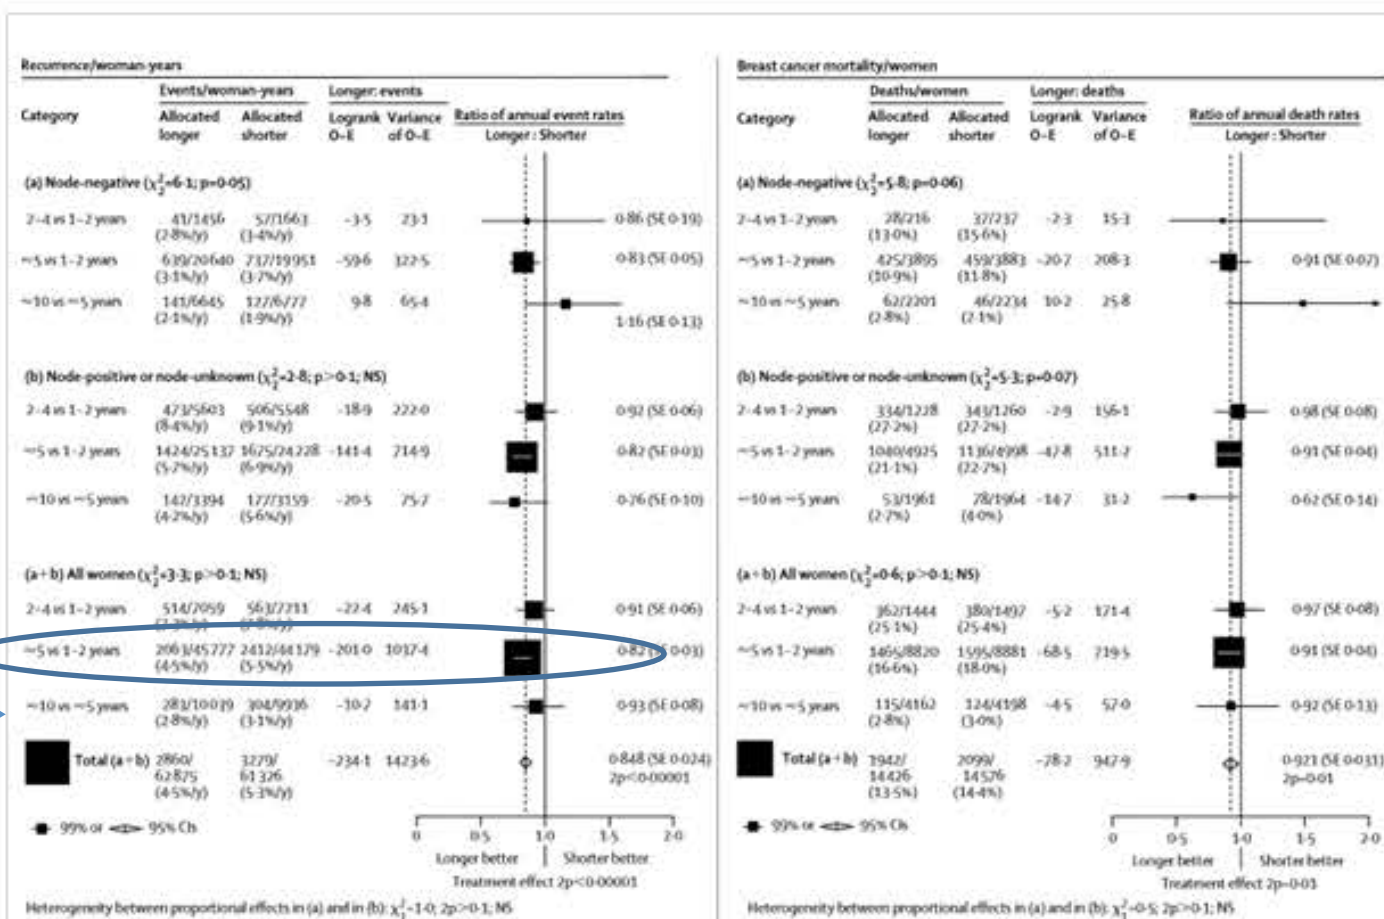 Recurrence/woman-years
Events/woman-years Longer: events
Category Allocated longer Allocated shorter Logrank O–E Variance of O–E Ratio of annual event rates
Longer : Shorter
(a) Node-negative (χ²₂=6·1; p=0·05)
2–4 vs 1–2 years 41/1456 57/1663 –3·5 23·1 0·86 (SE 0·19)
(2·8%/y) (3·4%/y)
~5 vs 1–2 years 639/20640 737/19951 –59·6 322·5 0·83 (SE 0·05)
(3·1%/y) (3·7%/y)
~10 vs ~5 years 141/6645 127/6777 9·8 65·4
(2·1%/y) (1·9%/y) 1·16 (SE 0·13)
(b) Node-positive or node-unknown (χ²₂=2·8; p>0·1; NS)
2–4 vs 1–2 years 473/5603 506/5548 –18·9 222·0 0·92 (SE 0·06)
(8·4%/y) (9·1%/y)
~5 vs 1–2 years 1424/25137 1675/24228 –141·4 714·9 0·82 (SE 0·03)
(5·7%/y) (6·9%/y)
~10 vs ~5 years 142/3394 177/3159 –20·5 75·7 0·76 (SE 0·10)
(4·2%/y) (5·6%/y)
(a+b) All women (χ²₂=3·3; p>0·1; NS)
2–4 vs 1–2 years 514/7059 563/7211 –22·4 245·1 0·91 (SE 0·06)
~5 vs 1–2 years 2063/45777 2412/44179 –201·0 1037·4 0·82 (SE 0·03)
(4·5%/y) (5·5%/y)
~10 vs ~5 years 283/10039 304/9936 –10·7 141·1 0·93 (SE 0·08)
(2·8%/y) (3·1%/y)
Total (a+b) 2860/ 3279/ –234·1 1423·6 0·848 (SE 0·024)
62875 61326 2p<0·00001
(4·5%/y) (5·3%/y)
99% or 95% CIs
0 0·5 1·0 1·5 2·0
Longer better Shorter better
Treatment effect 2p<0·00001
Heterogeneity between proportional effects in (a) and in (b): χ²₁=1·0; 2p>0·1; NS
Breast cancer mortality/women
Deaths/women Longer: deaths
Category Allocated longer Allocated shorter Logrank O–E Variance of O–E Ratio of annual death rates
Longer : Shorter
(a) Node-negative (χ²₂=5·8; p=0·06)
2–4 vs 1–2 years 28/216 37/237 –2·3 15·3
(13·0%) (15·6%)
~5 vs 1–2 years 425/3895 459/3883 –20·7 208·3 0·91 (SE 0·07)
(10·9%) (11·8%)
~10 vs ~5 years 62/2201 46/2234 10·2 25·8
(2·8%) (2·1%)
(b) Node-positive or node-unknown (χ²₂=5·3; p=0·07)
2–4 vs 1–2 years 334/1228 343/1260 –2·9 156·1 0·98 (SE 0·08)
(27·2%) (27·2%)
~5 vs 1–2 years 1040/4925 1136/4998 –47·8 511·2 0·91 (SE 0·04)
(21·1%) (22·7%)
~10 vs ~5 years 53/1961 78/1964 –14·7 31·2 0·62 (SE 0·14)
(2·7%) (4·0%)
(a+b) All women (χ²₂=0·6; p>0·1; NS)
2–4 vs 1–2 years 362/1444 380/1497 –5·2 171·4 0·97 (SE 0·08)
(25·1%) (25·4%)
~5 vs 1–2 years 1465/8820 1595/8881 –68·5 719·5 0·91 (SE 0·04)
(16·6%) (18·0%)
~10 vs ~5 years 115/4162 124/4198 –4·5 57·0 0·92 (SE 0·13)
(2·8%) (3·0%)
Total (a+b) 1942/ 2099/ –78·2 947·9 0·921 (SE 0·031)
14426 14576 2p=0·01
(13·5%) (14·4%)
99% or 95% CIs
0 0·5 1·0 1·5 2·0
Longer better Shorter better
Treatment effect 2p=0·01
Heterogeneity between proportional effects in (a) and in (b): χ²₁=0·5; 2p>0·1; NS